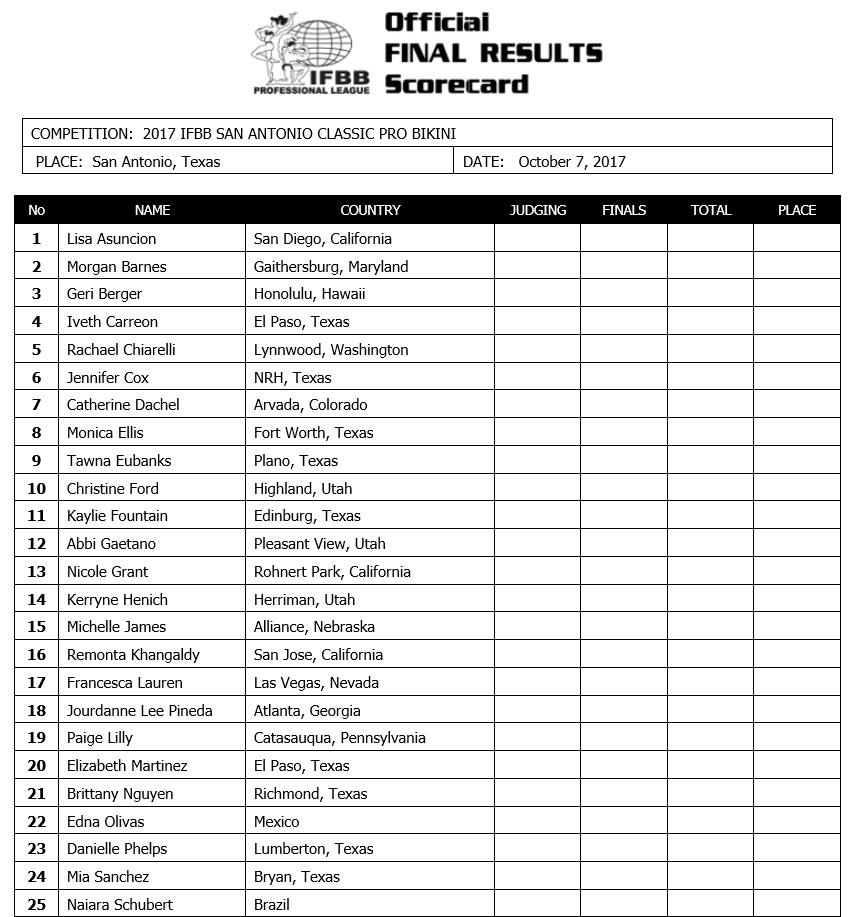 Official
FINAL RESULTS
Scorecard
IFBB
PROFESSIONAL LEAGUE
COMPETITION: 2017 IFBB SAN ANTONIO CLASSIC PRO BIKINI
PLACE: San Antonio, Texas DATE: October 7, 2017
No NAME COUNTRY JUDGING FINALS TOTAL PLACE
1 Lisa Asuncion San Diego, California
2 Morgan Barnes Gaithersburg, Maryland
3 Geri Berger Honolulu, Hawaii
4 Iveth Carreon El Paso, Texas
5 Rachael Chiarelli Lynnwood, Washington
6 Jennifer Cox NRH, Texas
7 Catherine Dachel Arvada, Colorado
8 Monica Ellis Fort Worth, Texas
9 Tawna Eubanks Plano, Texas
10 Christine Ford Highland, Utah
11 Kaylie Fountain Edinburg, Texas
12 Abbi Gaetano Pleasant View, Utah
13 Nicole Grant Rohnert Park, California
14 Kerryne Henich Herriman, Utah
15 Michelle James Alliance, Nebraska
16 Remonta Khangaldy San Jose, California
17 Francesca Lauren Las Vegas, Nevada
18 Jourdanne Lee Pineda Atlanta, Georgia
19 Paige Lilly Catasauqua, Pennsylvania
20 Elizabeth Martinez El Paso, Texas
21 Brittany Nguyen Richmond, Texas
22 Edna Olivas Mexico
23 Danielle Phelps Lumberton, Texas
24 Mia Sanchez Bryan, Texas
25 Naiara Schubert Brazil